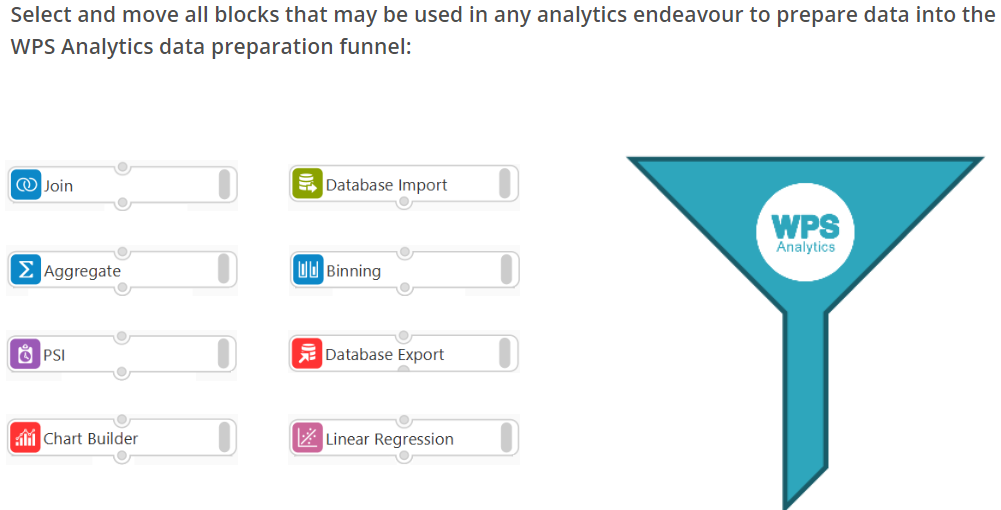 Select and move all blocks that may be used in any analytics endeavour to prepare data into the
WPS Analytics data preparation funnel:
Join
Database Import
WPS
Analytics
Aggregate
Binning
PSI
Database Export
Chart Builder
Linear Regression